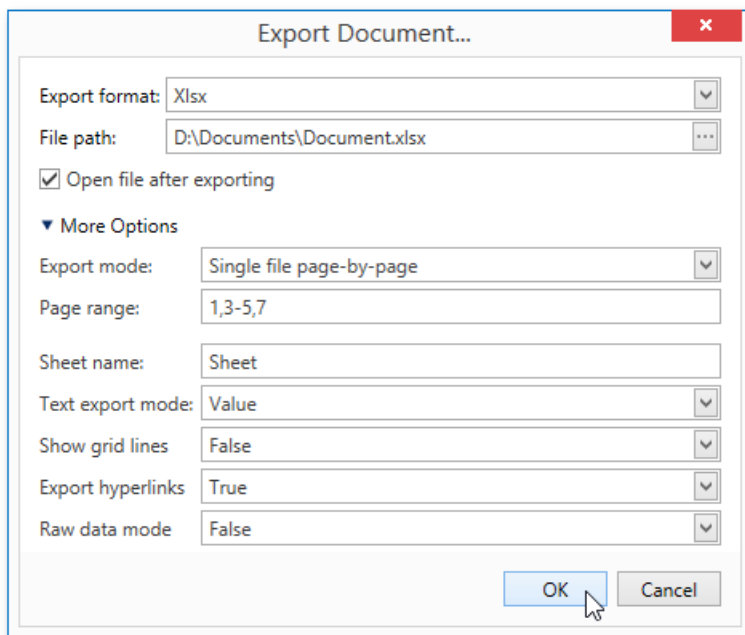 Export Document...
Export format: Xlsx
File path: D:\Documents\Document.xlsx
Open file after exporting
More Options
Export mode: Single file page-by-page
Page range: 1,3-5,7
Sheet name: Sheet
Text export mode: Value
Show grid lines False
Export hyperlinks True
Raw data mode False
OK Cancel